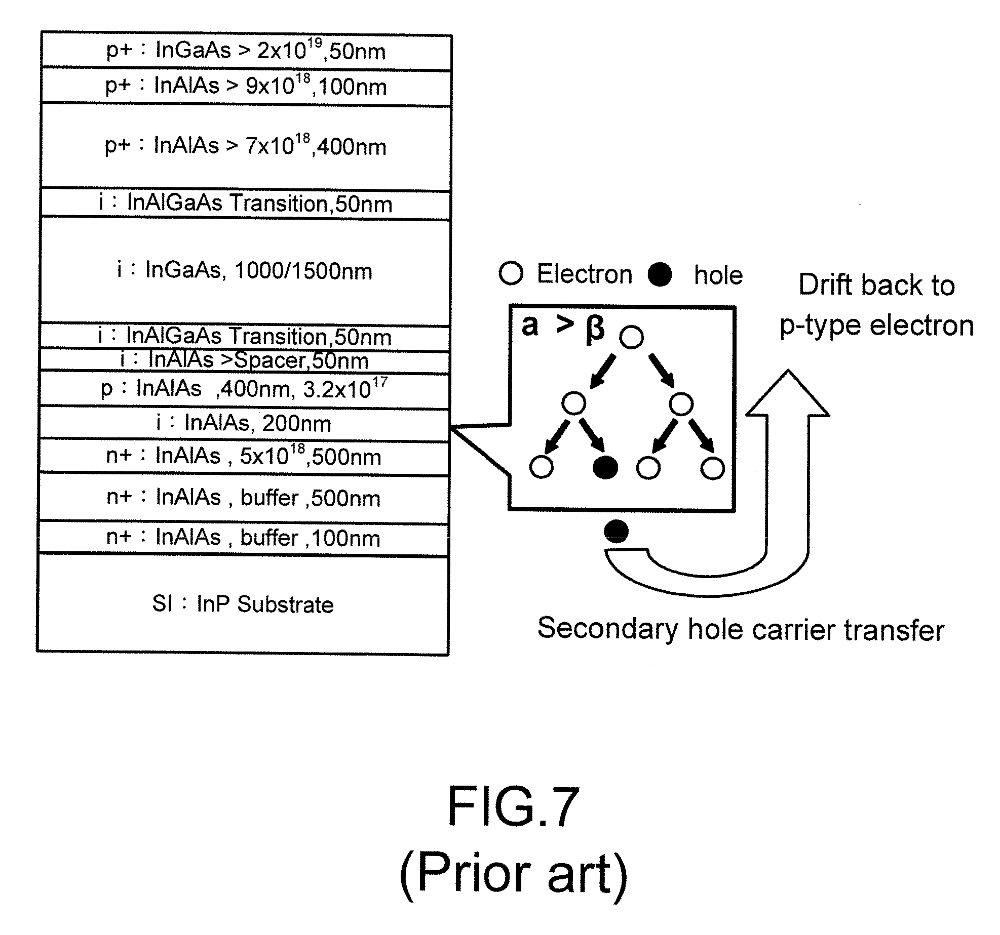 p+：InGaAs > 2x10¹⁹,50nm
p+：InAlAs > 9x10¹⁸,100nm
p+：InAlAs > 7x10¹⁸,400nm
i：InAlGaAs Transition,50nm
i：InGaAs, 1000/1500nm
i：InAlGaAs Transition,50nm
i：InAlAs >Spacer,50nm
p：InAlAs ,400nm, 3.2x10¹⁷
i：InAlAs, 200nm
n+：InAlAs , 5x10¹⁸,500nm
n+：InAlAs , buffer ,500nm
n+：InAlAs , buffer ,100nm
SI：InP Substrate
Electron
hole
a > β
Drift back to
p-type electron
Secondary hole carrier transfer
FIG.7
(Prior art)